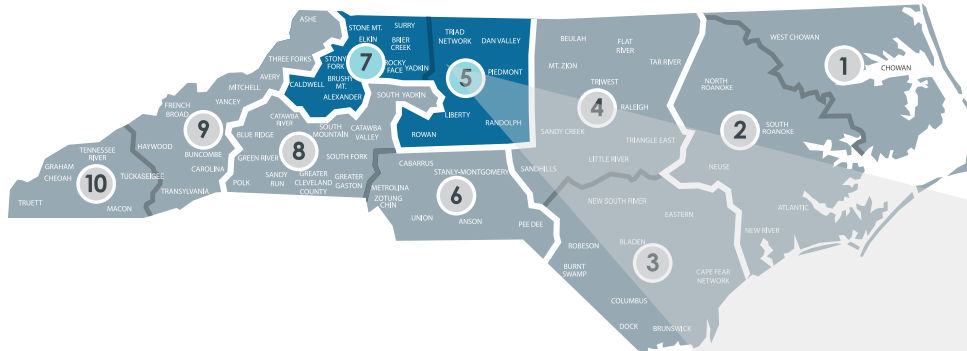 ASHE
THREE FORKS
AVERY
MITCHELL
YANCEY
FRENCH
BROAD
9
BUNCOMBE
HAYWOOD
TENNESSEE
RIVER
GRAHAM
CHEOAH
10
TUCKASEIGEE
TRUETT
MACON
TRANSYLVANIA
CAROLINA
STONE MT.
SURRY
ELKIN
BRIER
CREEK
STONY
FORK
7
ROCKY
FACE
YADKIN
BRUSHY
MT.
CALDWELL
ALEXANDER
TRIAD
NETWORK
DAN VALLEY
5
PIEDMONT
LIBERTY
RANDOLPH
ROWAN
SOUTH YADKIN
CATAWBA
RIVER
BLUE RIDGE
SOUTH
MOUNTAIN
CATAWBA
VALLEY
GREEN RIVER
8
SOUTH FORK
POLK
SANDY
RUN
GREATER
CLEVELAND
COUNTY
GREATER
GASTON
CABARRUS
STANLY-MONTGOMERY
METROLINA
ZOTUNG
CHIN
6
UNION
ANSON
PEE DEE
BEULAH
FLAT
RIVER
MT. ZION
TAR RIVER
TRIWEST
4
RALEIGH
SANDY CREEK
TRIANGLE EAST
LITTLE RIVER
SANDHILLS
NEW SOUTH RIVER
EASTERN
ROBESON
BLADEN
3
BURNT
SWAMP
CAPE FEAR
NETWORK
COLUMBUS
DOCK
BRUNSWICK
WEST CHOWAN
1
CHOWAN
NORTH
ROANOKE
2
SOUTH
ROANOKE
NEUSE
ATLANTIC
NEW RIVER